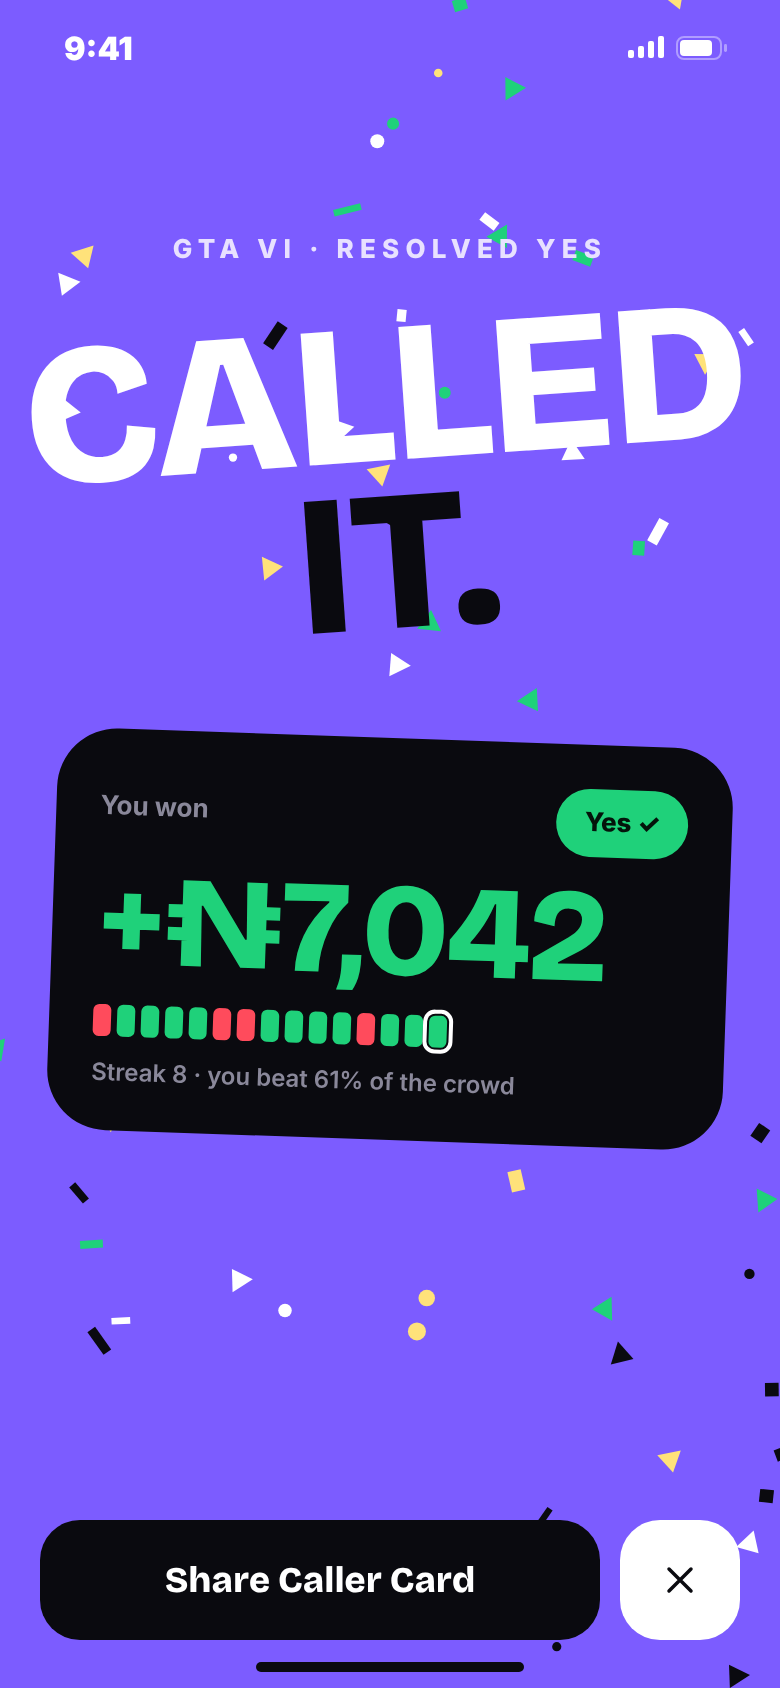 9:41
GTA VI · RESOLVED YES
CALLED
IT.
You won
Yes ✓
+₦7,042
Streak 8 · you beat 61% of the crowd
Share Caller Card